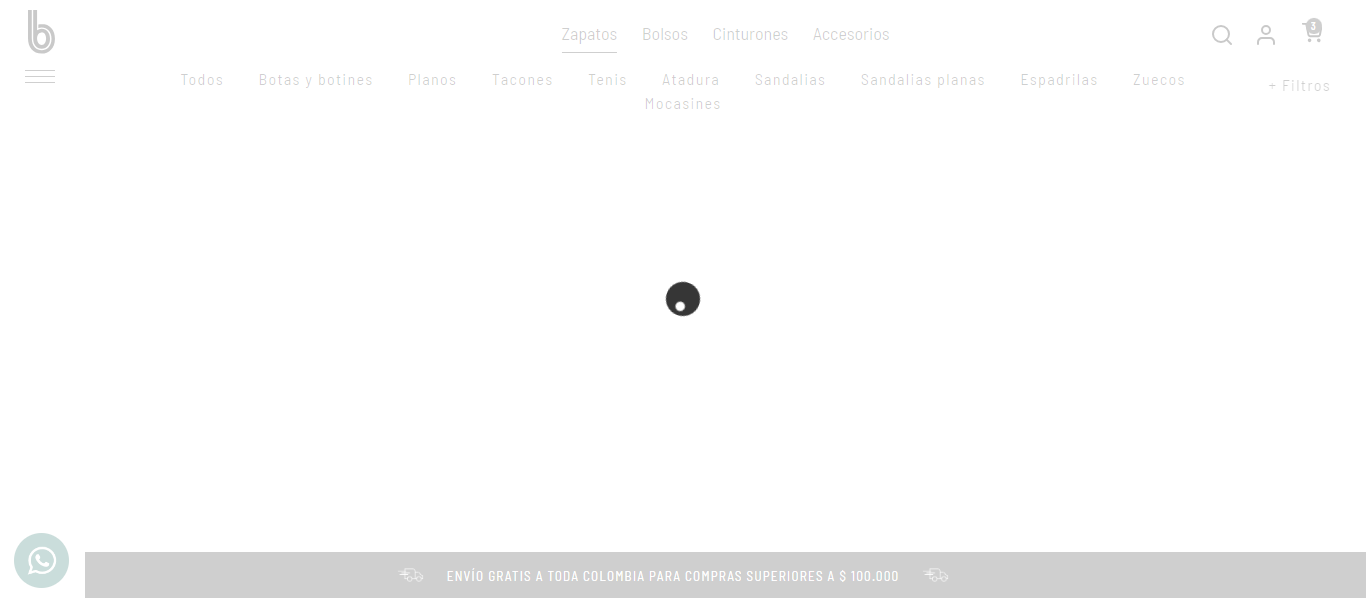 b
Zapatos Bolsos Cinturones Accesorios
3
Todos Botas y botines Planos Tacones Tenis Atadura Sandalias Sandalias planas Espadrilas Zuecos
Mocasines
+ Filtros
ENVÍO GRATIS A TODA COLOMBIA PARA COMPRAS SUPERIORES A $ 100.000